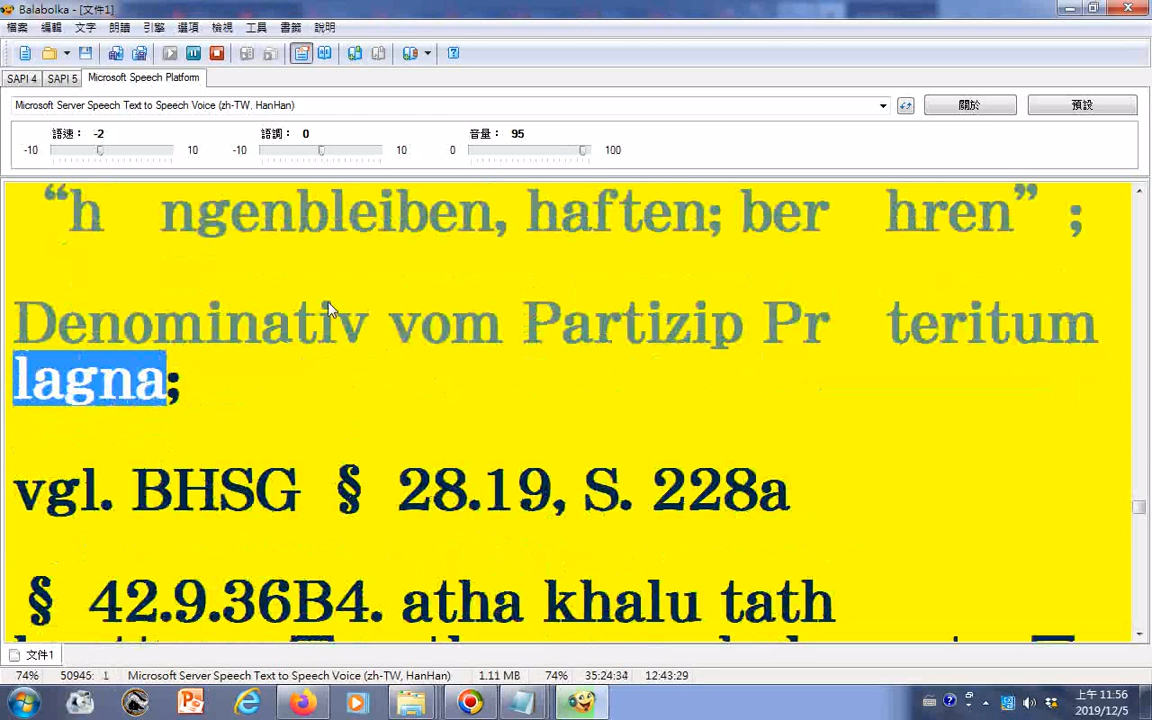 Balabolka - [文件1]
檔案 編輯 文字 朗讀 引擎 選項 檢視 工具 書籤 說明
SAPI 4 SAPI 5 Microsoft Speech Platform
Microsoft Server Speech Text to Speech Voice (zh-TW, HanHan) 關於 預設
語速： -2 語調： 0 音量： 95
-10 10 -10 10 0 100
“h ngenbleiben, haften; ber hren” ;
Denominativ vom Partizip Pr teritum
lagna;
vgl. BHSG § 28.19, S. 228a
§ 42.9.36B4. atha khalu tath
文件1
74% 50945: 1 Microsoft Server Speech Text to Speech Voice (zh-TW, HanHan) 1.11 MB 74% 35:24:34 12:43:29
上午 11:56
2019/12/5